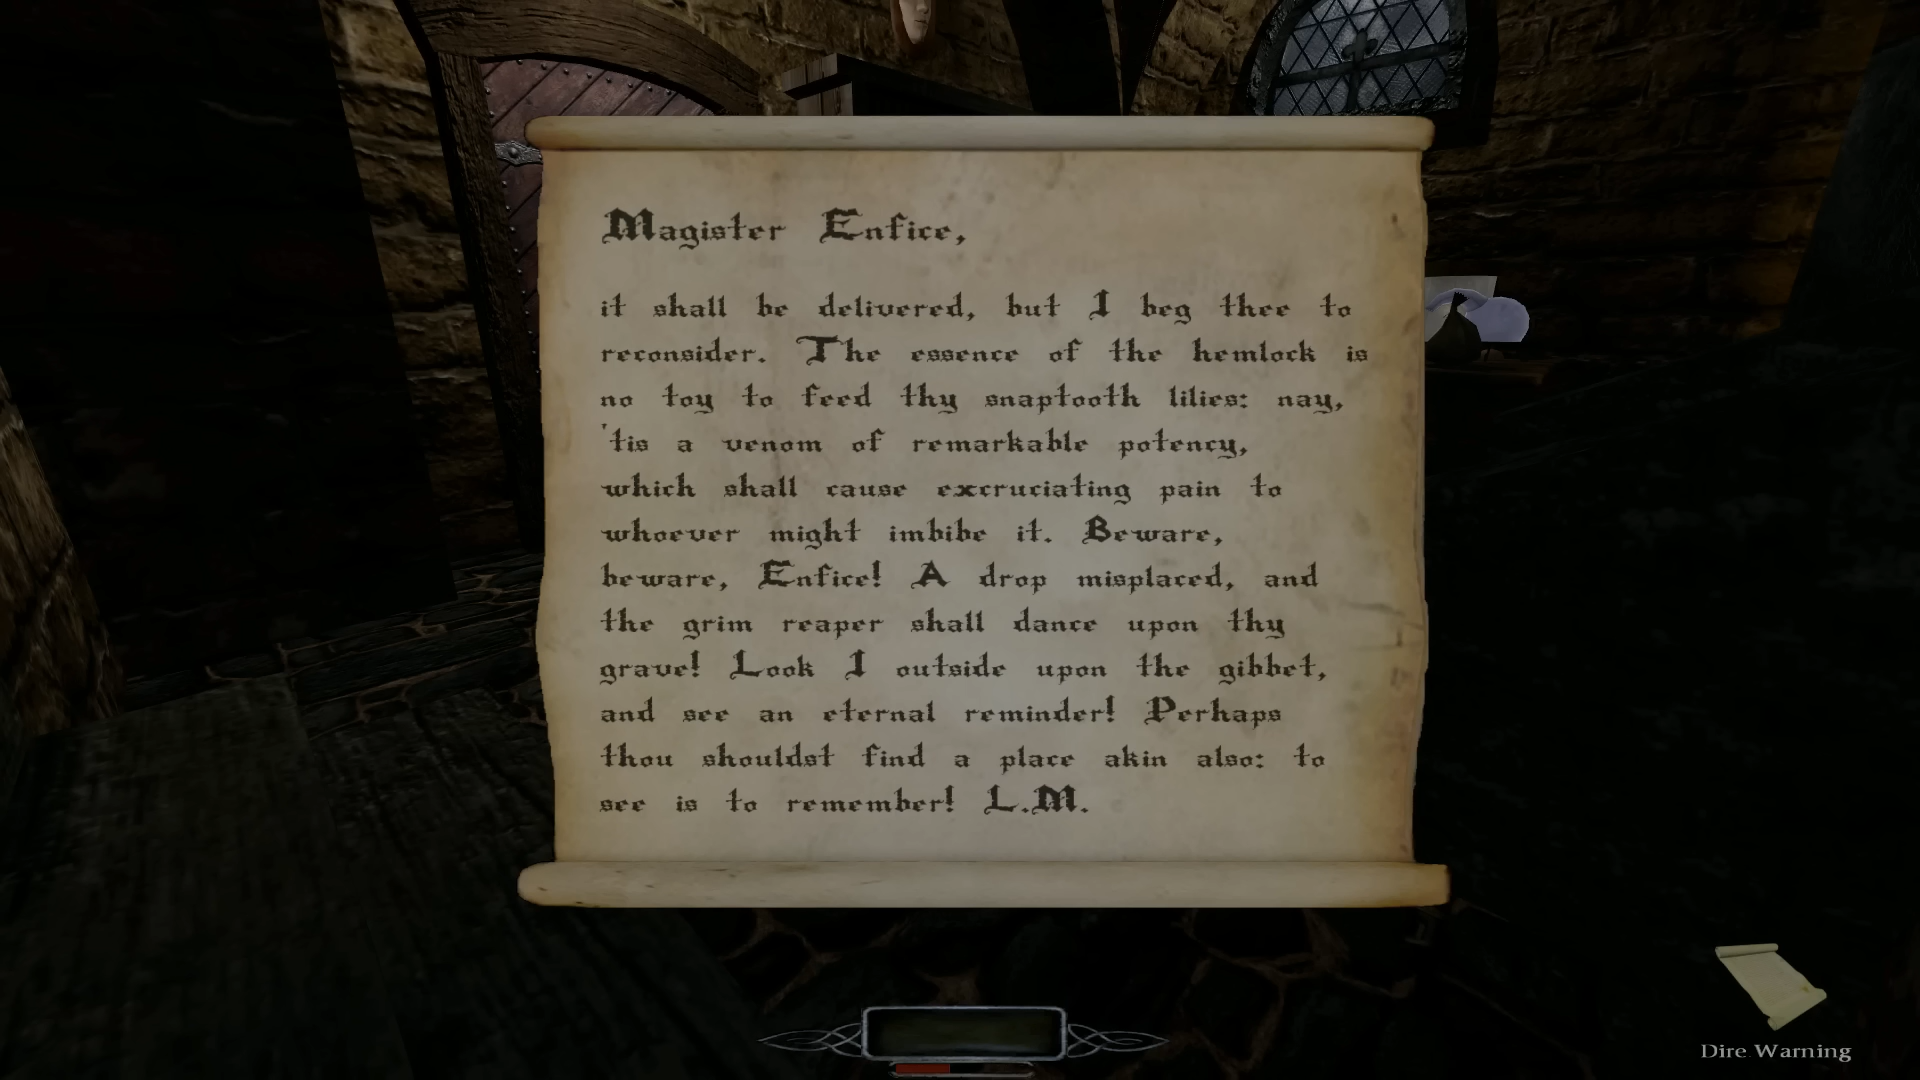 Magister Enfice,
it shall be delivered, but I beg thee to
reconsider. The essence of the hemlock is
no toy to feed thy snaptooth lilies: nay,
'tis a venom of remarkable potency,
which shall cause excruciating pain to
whoever might imbibe it. Beware,
beware, Enfice! A drop misplaced, and
the grim reaper shall dance upon thy
grave! Look I outside upon the gibbet,
and see an eternal reminder! Perhaps
thou shouldst find a place akin also: to
see is to remember! L.M.
Dire Warning